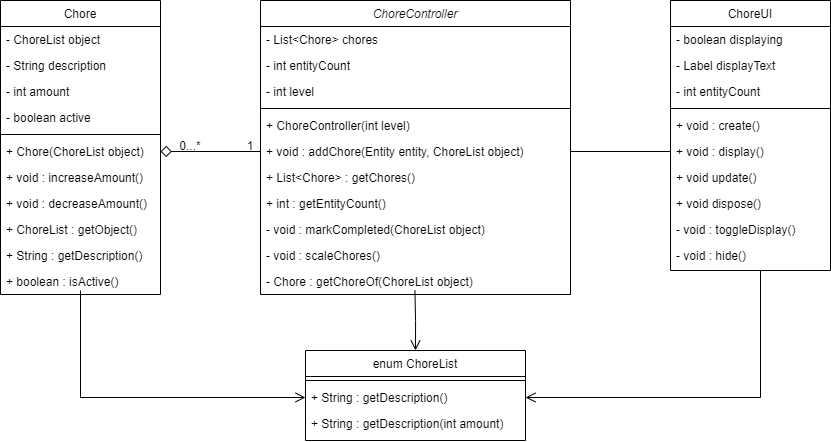 Chore
- ChoreList object
- String description
- int amount
- boolean active
+ Chore(ChoreList object)
+ void : increaseAmount()
+ void : decreaseAmount()
+ ChoreList : getObject()
+ String : getDescription()
+ boolean : isActive()
0...*
1
ChoreController
- List<Chore> chores
- int entityCount
- int level
+ ChoreController(int level)
+ void : addChore(Entity entity, ChoreList object)
+ List<Chore> : getChores()
+ int : getEntityCount()
- void : markCompleted(ChoreList object)
- void : scaleChores()
- Chore : getChoreOf(ChoreList object)
ChoreUI
- boolean displaying
- Label displayText
- int entityCount
+ void : create()
+ void : display()
+ void update()
+ void dispose()
- void : toggleDisplay()
- void : hide()
enum ChoreList
+ String : getDescription()
+ String : getDescription(int amount)